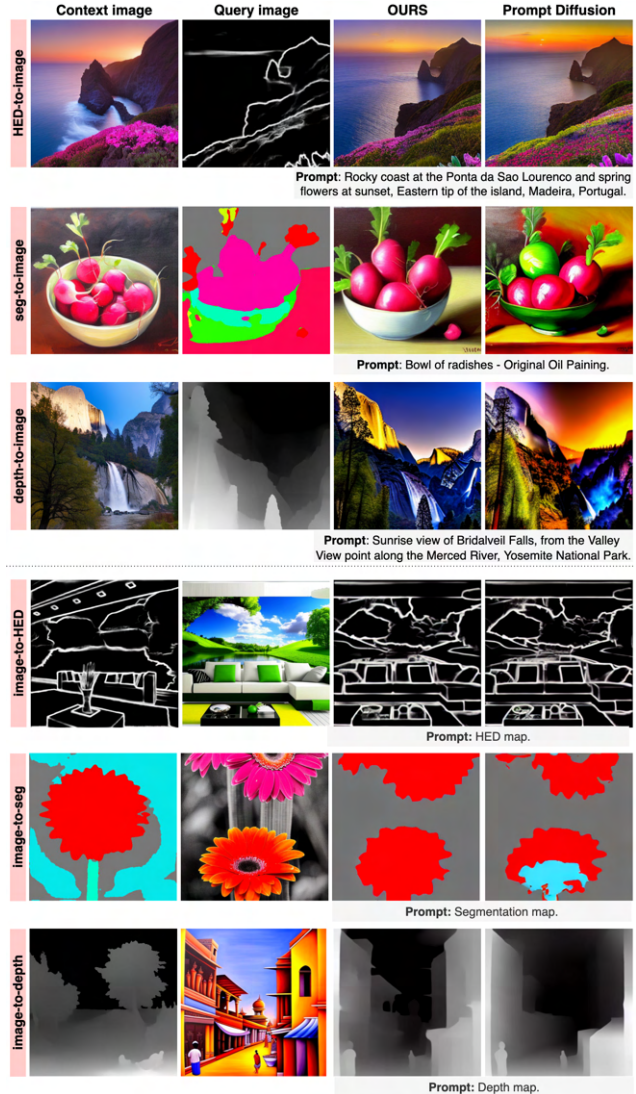 Context image Query image OURS Prompt Diffusion
HED-to-image
Prompt: Rocky coast at the Ponta da Sao Lourenco and spring
flowers at sunset, Eastern tip of the island, Madeira, Portugal.
seg-to-image
Prompt: Bowl of radishes - Original Oil Paining.
depth-to-image
Prompt: Sunrise view of Bridalveil Falls, from the Valley
View point along the Merced River, Yosemite National Park.
image-to-HED
Prompt: HED map.
image-to-seg
Prompt: Segmentation map.
image-to-depth
Prompt: Depth map.